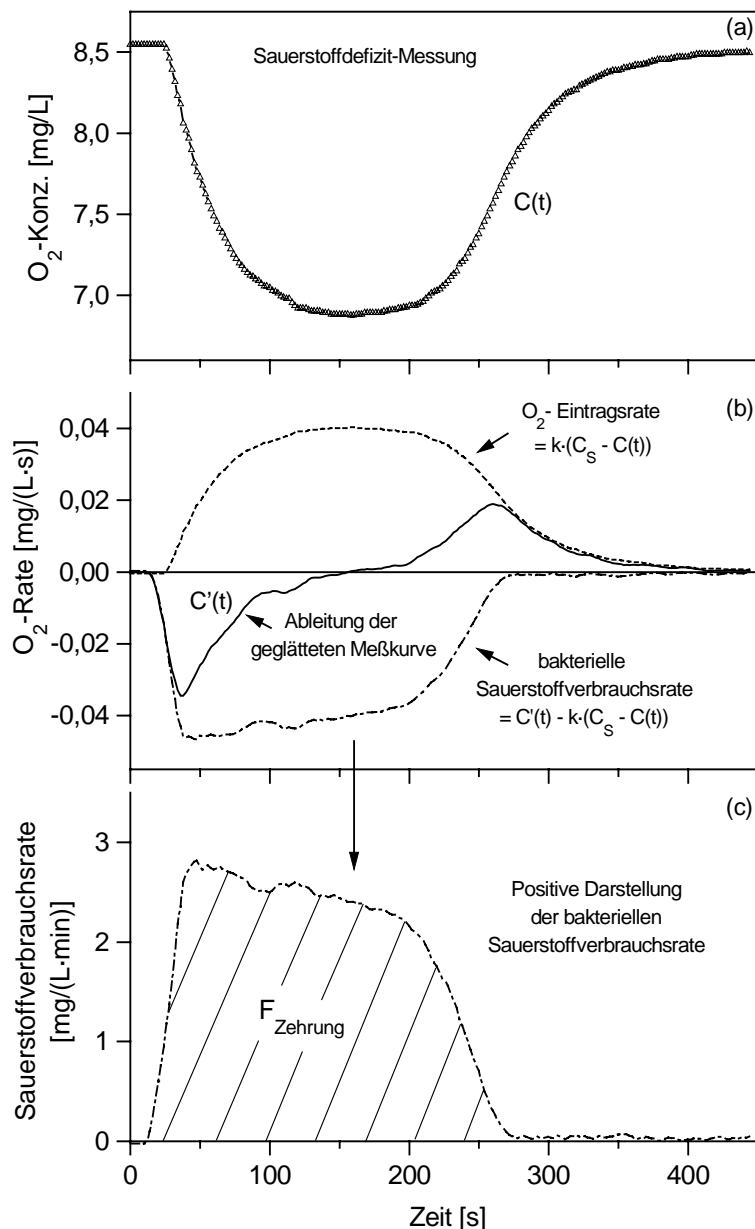 (a)
Sauerstoffdefizit-Messung
8,5
8,0
7,5
7,0
O2-Konz. [mg/L]
C(t)
(b)
O2- Eintragsrate
= k·(CS - C(t))
0,04
0,02
0,00
-0,02
-0,04
O2-Rate [mg/(L·s)]
C'(t)
Ableitung der
geglätteten Meßkurve
bakterielle
Sauerstoffverbrauchsrate
= C'(t) - k·(CS - C(t))
(c)
3
2
1
0
Sauerstoffverbrauchsrate
[mg/(L·min)]
Positive Darstellung
der bakteriellen
Sauerstoffverbrauchsrate
FZehrung
0
100
200
300
400
Zeit [s]